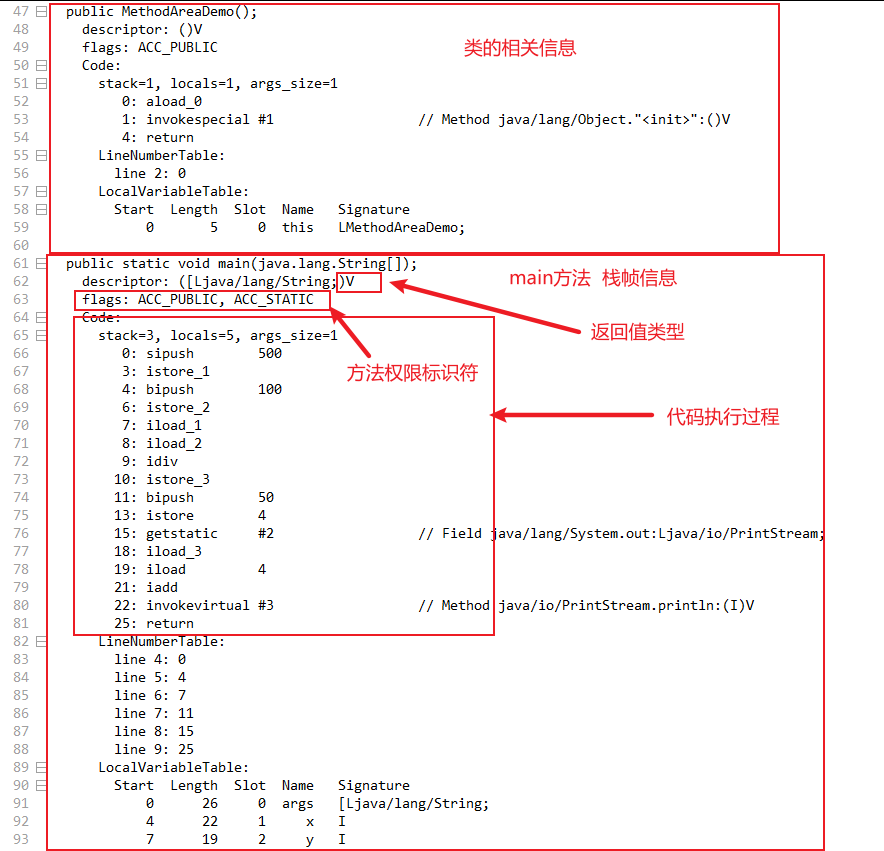 47 public MethodAreaDemo();
48 descriptor: ()V
49 flags: ACC_PUBLIC
类的相关信息
50 Code:
51 stack=1, locals=1, args_size=1
52 0: aload_0
53 1: invokespecial #1 // Method java/lang/Object."<init>":()V
54 4: return
55 LineNumberTable:
56 line 2: 0
57 LocalVariableTable:
58 Start Length Slot Name Signature
59 0 5 0 this LMethodAreaDemo;
60
61 public static void main(java.lang.String[]);
62 descriptor: ([Ljava/lang/String;)V
main方法 栈帧信息
63 flags: ACC_PUBLIC, ACC_STATIC
返回值类型
64 Code:
65 stack=3, locals=5, args_size=1
66 0: sipush 500
67 3: istore_1
方法权限标识符
68 4: bipush 100
69 6: istore_2
代码执行过程
70 7: iload_1
71 8: iload_2
72 9: idiv
73 10: istore_3
74 11: bipush 50
75 13: istore 4
76 15: getstatic #2 // Field java/lang/System.out:Ljava/io/PrintStream;
77 18: iload_3
78 19: iload 4
79 21: iadd
80 22: invokevirtual #3 // Method java/io/PrintStream.println:(I)V
81 25: return
82 LineNumberTable:
83 line 4: 0
84 line 5: 4
85 line 6: 7
86 line 7: 11
87 line 8: 15
88 line 9: 25
89 LocalVariableTable:
90 Start Length Slot Name Signature
91 0 26 0 args [Ljava/lang/String;
92 4 22 1 x I
93 7 19 2 y I